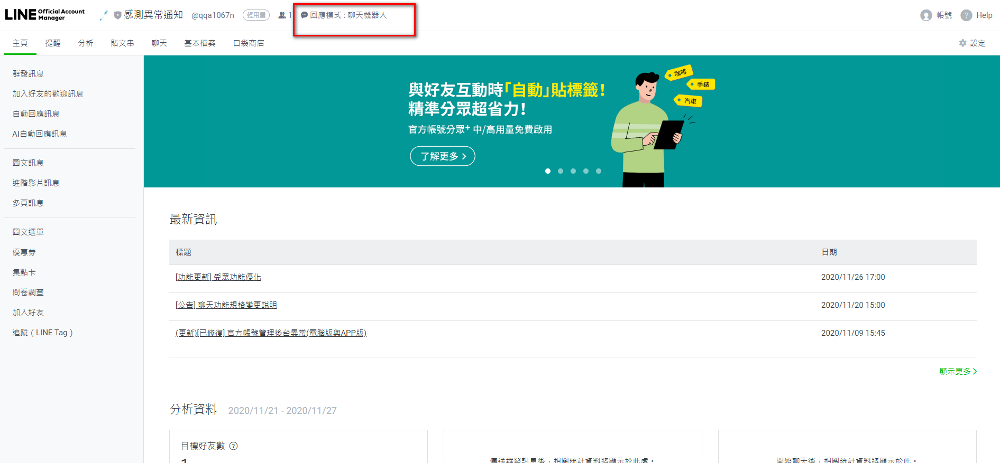 LINE Official Account Manager
感測異常通知 @qqa1067n 輕用量 1 回應模式 : 聊天機器人 帳號 ? Help
主頁 提醒 分析 貼文串 聊天 基本檔案 口袋商店 設定
群發訊息
加入好友的歡迎訊息
自動回應訊息
AI自動回應訊息
圖文訊息
進階影片訊息
多頁訊息
圖文選單
優惠券
集點卡
問卷調查
加入好友
追蹤 ( LINE Tag )
與好友互動時「自動」貼標籤!
精準分眾超省力!
官方帳號分眾+ 中/高用量免費啟用
了解更多
咖啡
手錶
汽車
最新資訊
標題 日期
[功能更新] 受眾功能優化 2020/11/26 17:00
[公告] 聊天功能規格變更說明 2020/11/20 15:00
(更新)[已修復] 官方帳號管理後台異常(電腦版與APP版) 2020/11/09 15:45
顯示更多
分析資料 2020/11/21 - 2020/11/27
目標好友數 ?
1
傳送群發訊息後，相關統計資料將顯示於此處。
開始聊天後，相關統計資料將顯示於此。